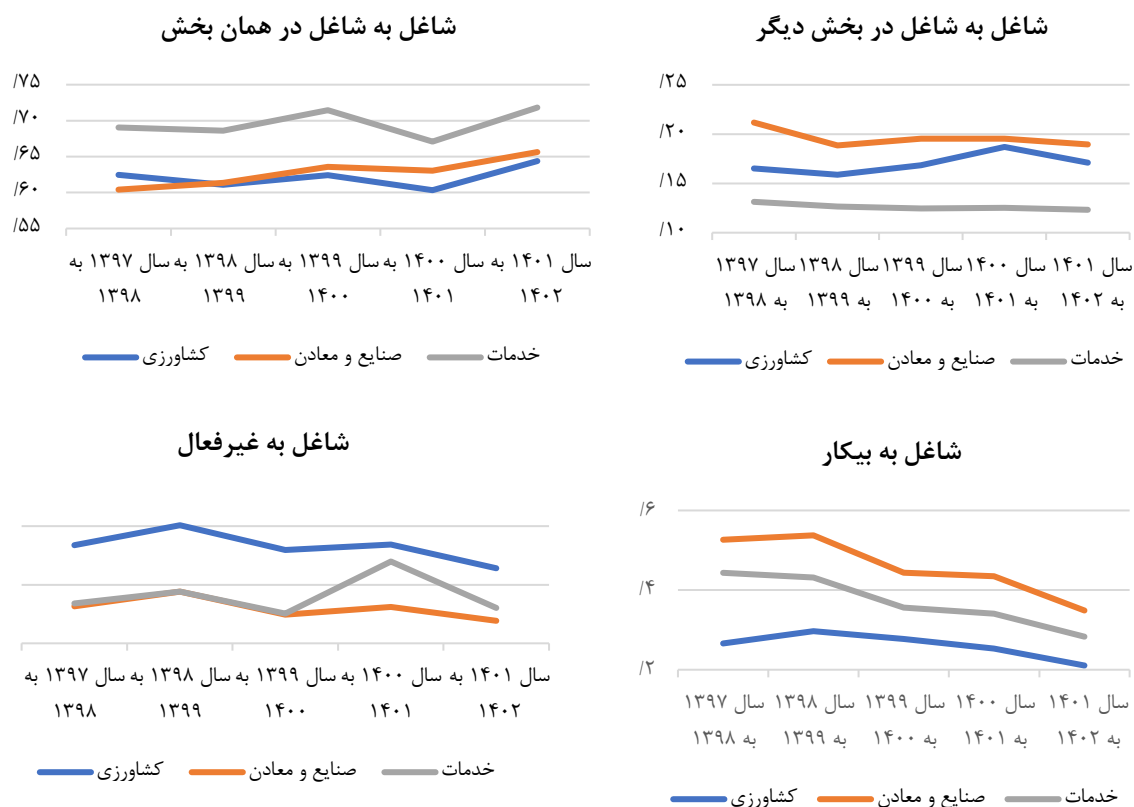 شاغل به شاغل در بخش دیگر
/۲۵
/۲۰
/۱۵
/۱۰
سال ۱۳۹۷ به ۱۳۹۸
سال ۱۳۹۸ به ۱۳۹۹
سال ۱۳۹۹ به ۱۴۰۰
سال ۱۴۰۰ به ۱۴۰۱
سال ۱۴۰۱ به ۱۴۰۲
کشاورزی صنایع و معادن خدمات
شاغل به شاغل در همان بخش
/۷۵
/۷۰
/۶۵
/۶۰
/۵۵
سال ۱۳۹۷ به ۱۳۹۸
سال ۱۳۹۸ به ۱۳۹۹
سال ۱۳۹۹ به ۱۴۰۰
سال ۱۴۰۰ به ۱۴۰۱
سال ۱۴۰۱ به ۱۴۰۲
کشاورزی صنایع و معادن خدمات
شاغل به بیکار
/۶
/۴
/۲
سال ۱۳۹۷ به ۱۳۹۸
سال ۱۳۹۸ به ۱۳۹۹
سال ۱۳۹۹ به ۱۴۰۰
سال ۱۴۰۰ به ۱۴۰۱
سال ۱۴۰۱ به ۱۴۰۲
کشاورزی صنایع و معادن خدمات
شاغل به غیرفعال
سال ۱۳۹۷ به ۱۳۹۸
سال ۱۳۹۸ به ۱۳۹۹
سال ۱۳۹۹ به ۱۴۰۰
سال ۱۴۰۰ به ۱۴۰۱
سال ۱۴۰۱ به ۱۴۰۲
کشاورزی صنایع و معادن خدمات